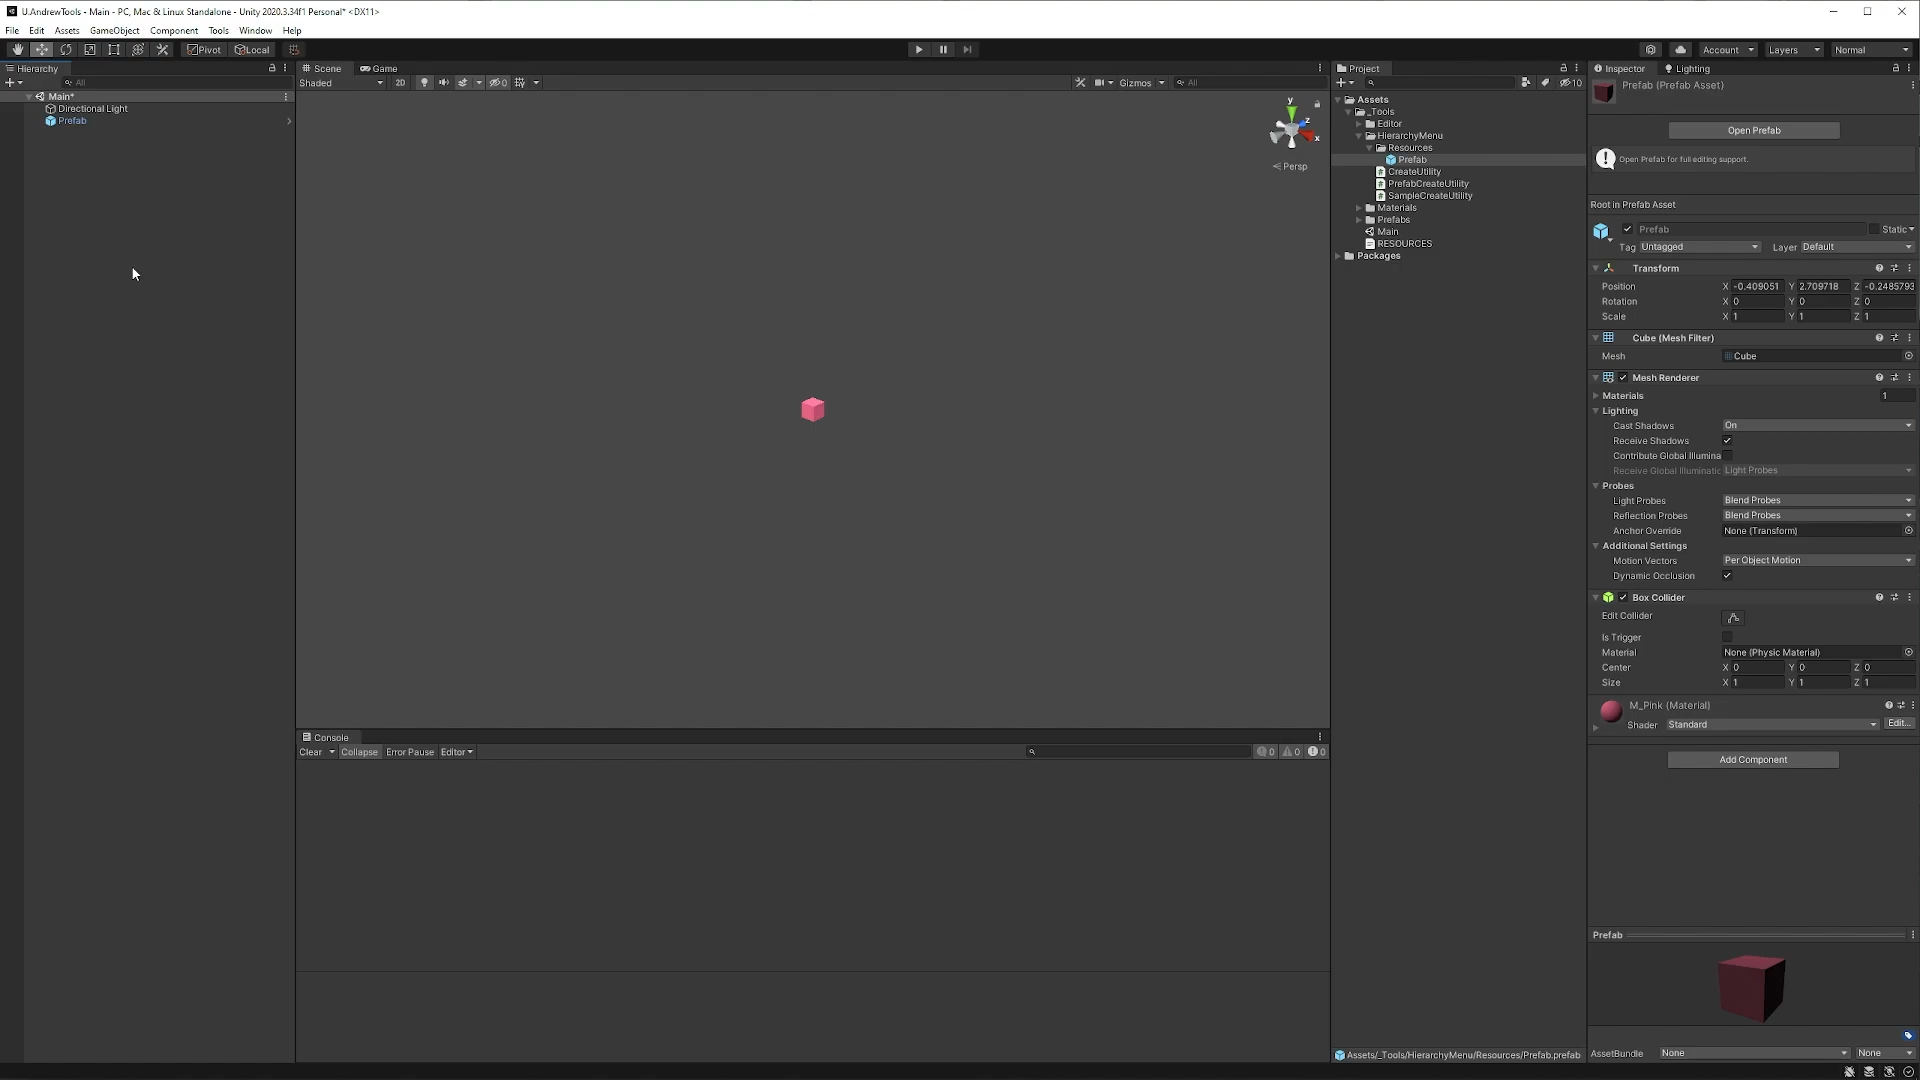 U.AndrewTools - Main - PC, Mac & Linux Standalone - Unity 2020.3.34f1 Personal* <DX11>
File Edit Assets GameObject Component Tools Window Help
Pivot Local Account Layers Normal
Hierarchy
All
Main*
Directional Light
Prefab
Scene Game
Shaded 2D 0 Gizmos All
y
z
x
Persp
Console
Clear Collapse Error Pause Editor 0 0 0
Project
10
Assets
_Tools
Editor
HierarchyMenu
Resources
Prefab
CreateUtility
PrefabCreateUtility
SampleCreateUtility
Materials
Prefabs
Main
RESOURCES
Packages
Assets/_Tools/HierarchyMenu/Resources/Prefab.prefab
Inspector Lighting
Prefab (Prefab Asset)
Open Prefab
Open Prefab for full editing support.
Root in Prefab Asset
Prefab Static
Tag Untagged Layer Default
Transform
Position X -0.409051 Y 2.709718 Z -0.2485793
Rotation X 0 Y 0 Z 0
Scale X 1 Y 1 Z 1
Cube (Mesh Filter)
Mesh Cube
Mesh Renderer
Materials 1
Lighting
Cast Shadows On
Receive Shadows
Contribute Global Illumina
Receive Global Illuminatic Light Probes
Probes
Light Probes Blend Probes
Reflection Probes Blend Probes
Anchor Override None (Transform)
Additional Settings
Motion Vectors Per Object Motion
Dynamic Occlusion
Box Collider
Edit Collider
Is Trigger
Material None (Physic Material)
Center X 0 Y 0 Z 0
Size X 1 Y 1 Z 1
M_Pink (Material)
Shader Standard Edit...
Add Component
Prefab
AssetBundle None None